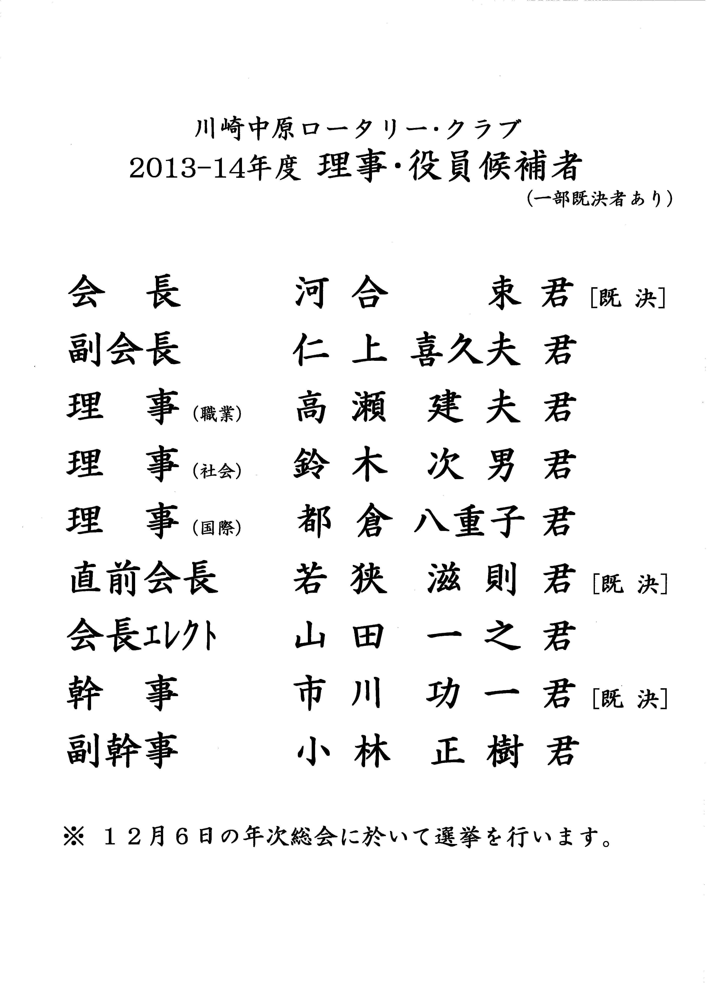 川崎中原ロータリー・クラブ
2013-14年度 理事・役員候補者
(一部既決者あり)
会 長 河合 東 君 [既 決]
副会長 仁上 喜久夫 君
理 事 (職業) 高瀬 建夫 君
理 事 (社会) 鈴木 次男 君
理 事 (国際) 都倉 八重子 君
直前会長 若狭 滋則 君 [既 決]
会長ｴﾚｸﾄ 山田 一之 君
幹 事 市川 功一 君 [既 決]
副幹事 小林 正樹 君
※ １２月６日の年次総会に於いて選挙を行います。